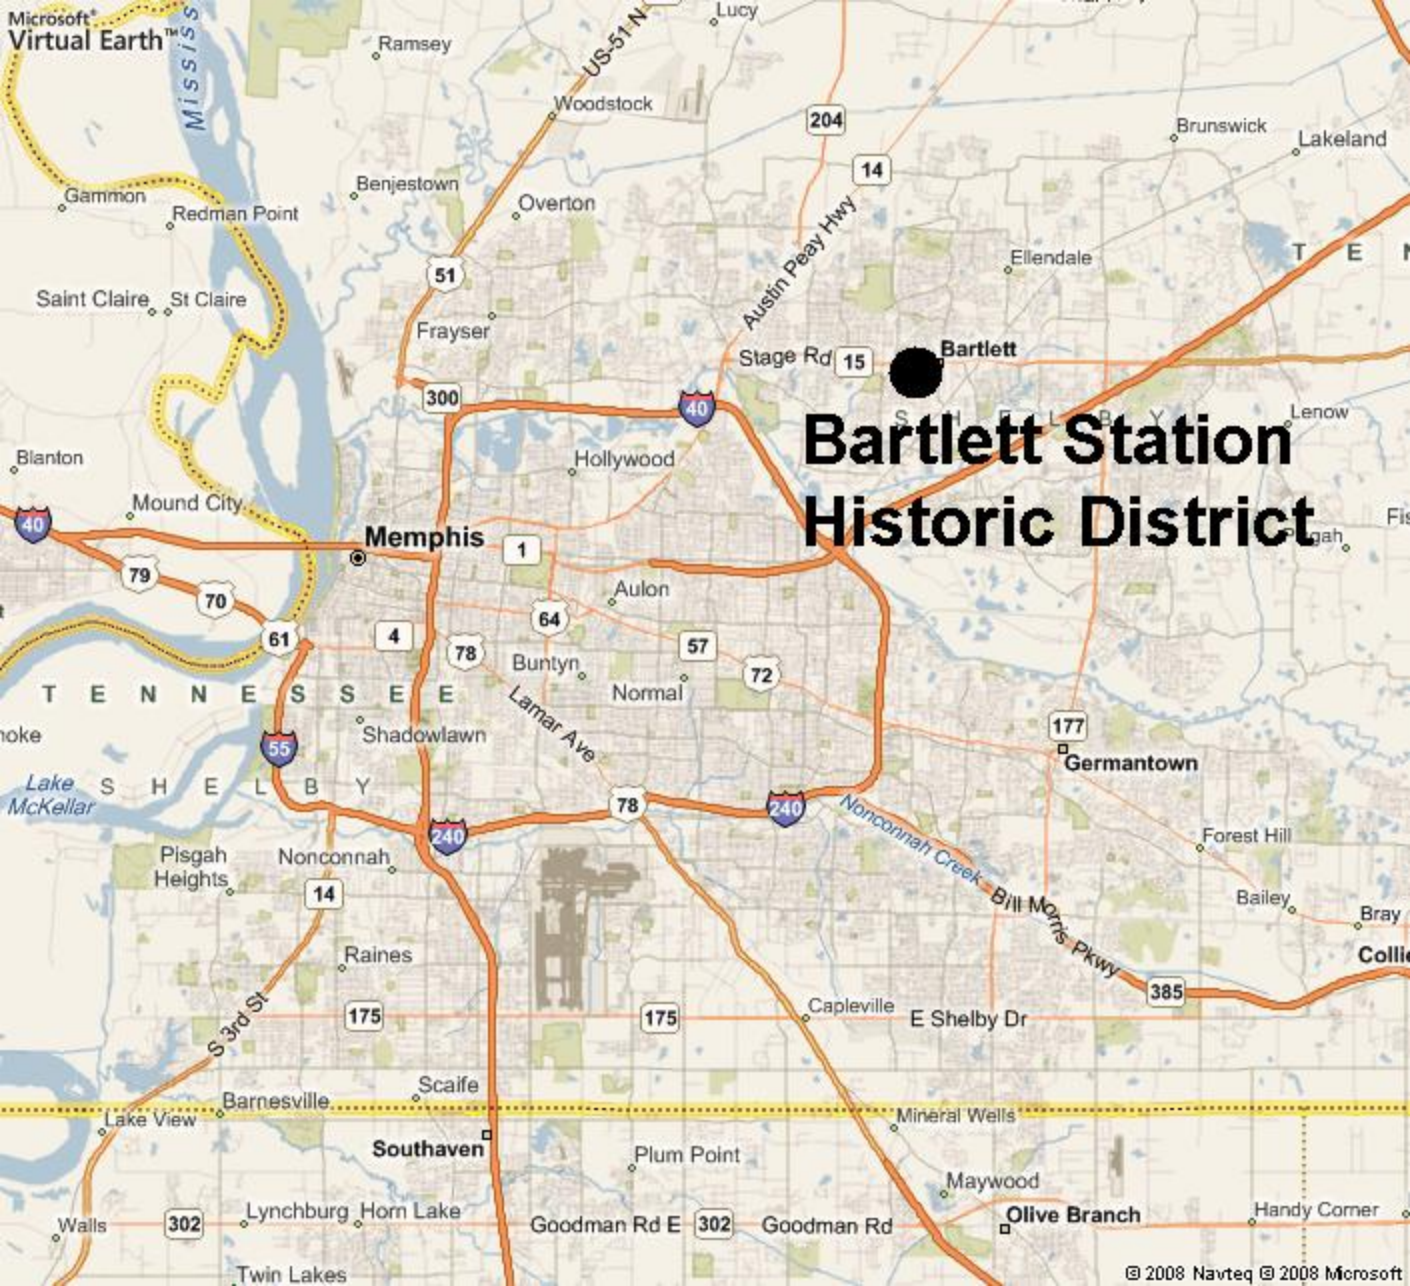 Microsoft®
Virtual Earth™
Lucy
Ramsey
US-51 N
Woodstock
204
Brunswick
Lakeland
14
Gammon
Redman Point
Benjestown
Overton
Austin Peay Hwy
Ellendale
T E
51
Saint Claire
St Claire
Frayser
Stage Rd
15
Bartlett
300
40
S H E L B Y
Lenow
Bartlett Station
Historic District
Blanton
Hollywood
Mound City
40
Memphis
1
79
70
Aulon
64
61
4
78
57
Buntyn
72
Normal
T E N N E S S E E
Lamar Ave
177
Shadowlawn
55
Germantown
Lake
McKellar
S H E L B Y
78
240
240
Nonconnah Creek
Forest Hill
Pisgah
Heights
Nonconnah
14
Bill Morris Pkwy
Bailey
Bray
Raines
385
175
175
Capleville
E Shelby Dr
S 3rd St
Scaife
Barnesville
Lake View
Mineral Wells
Southaven
Plum Point
Maywood
Walls
302
Lynchburg
Horn Lake
Goodman Rd E
302
Goodman Rd
Olive Branch
Handy Corner
Twin Lakes
© 2008 Navteq © 2008 Microsoft